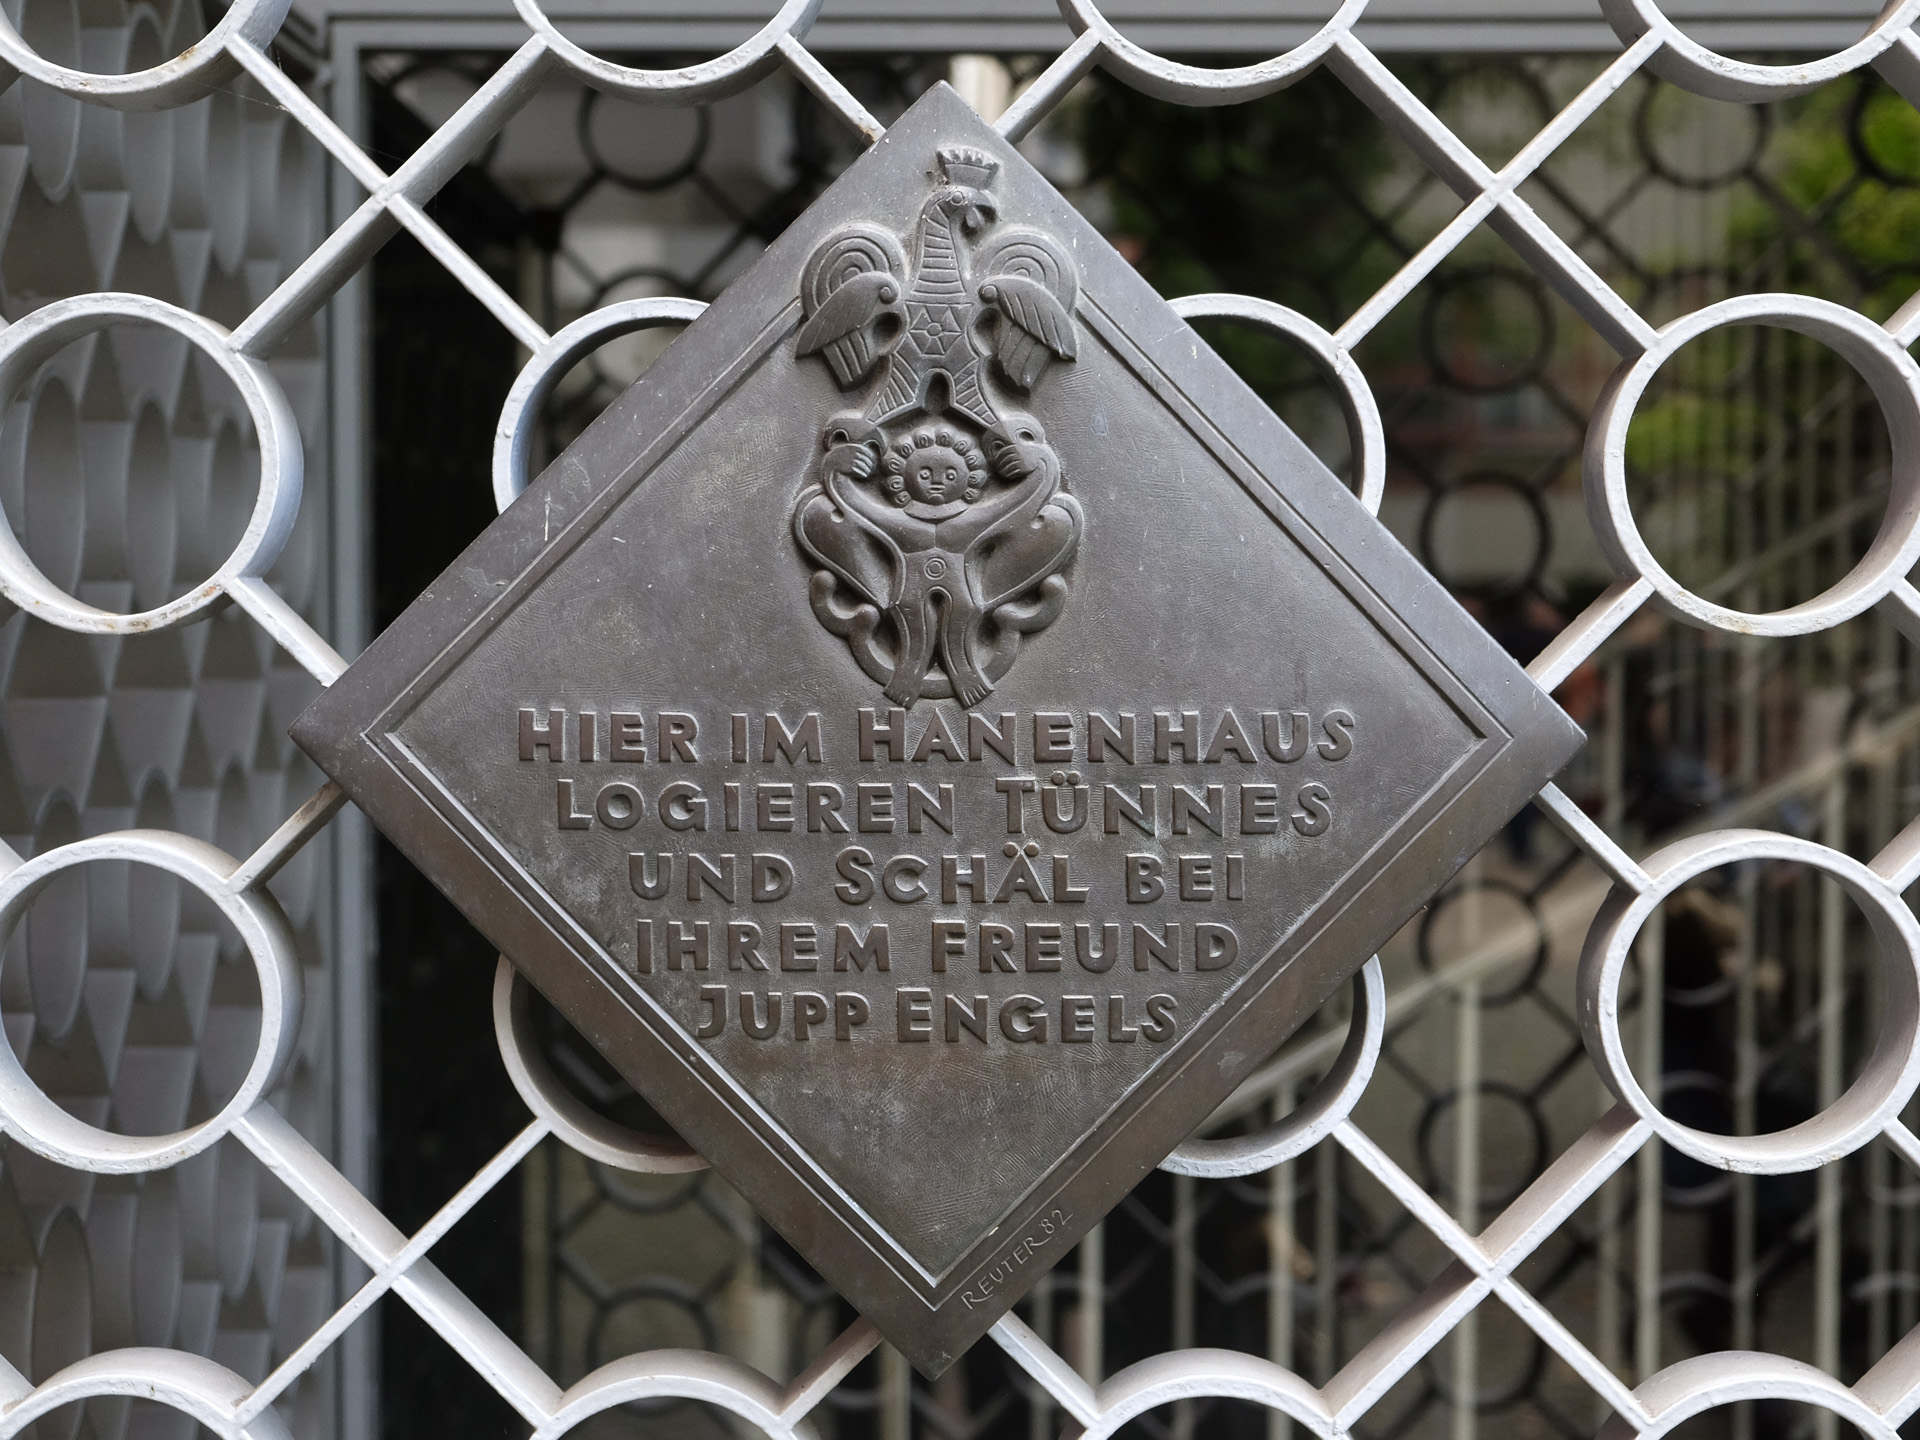 HIER IM HANENHAUS
LOGIEREN TÜNNES
UND SCHÄL BEI
IHREM FREUND
JUPP ENGELS
REUTER 82